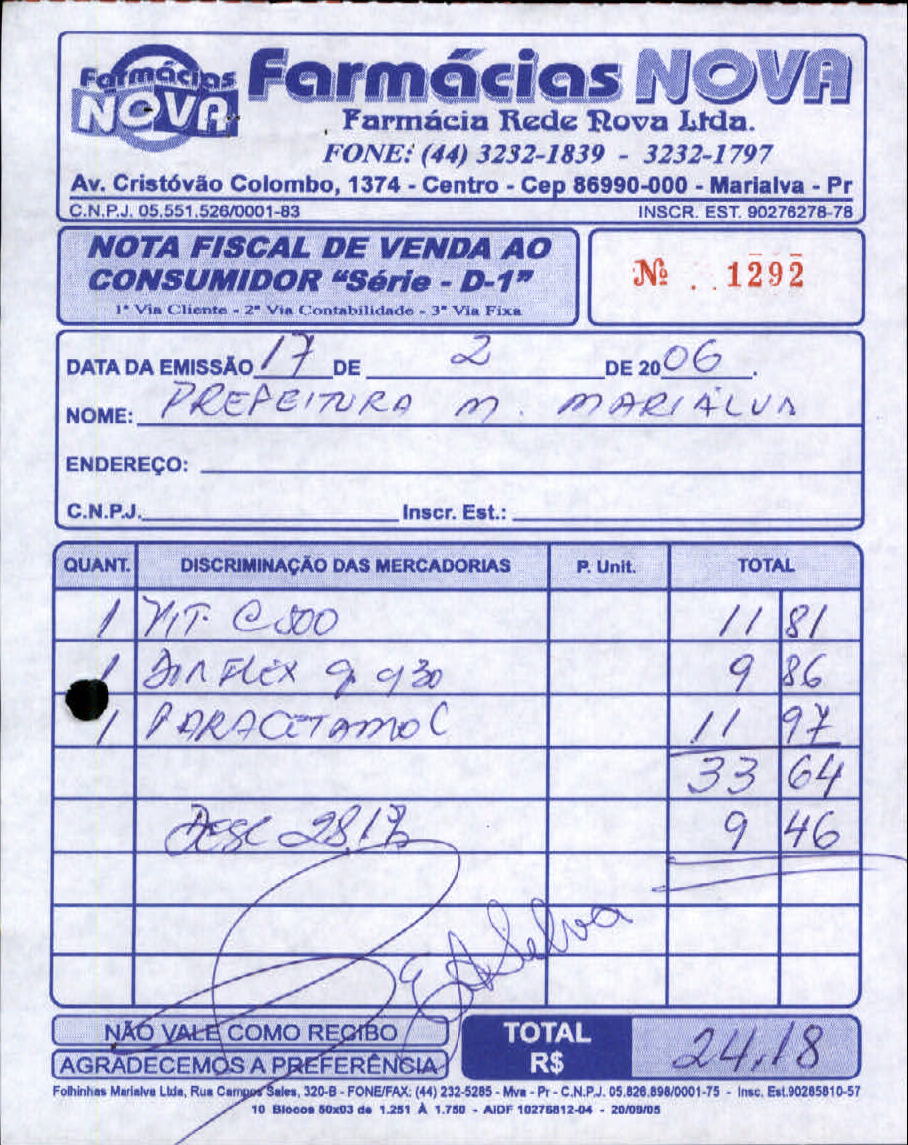 Farmácias NOVA
Farmácias NOVA
Farmácia Rede Nova Ltda.
FONE: (44) 3232-1839 - 3232-1797
Av. Cristóvão Colombo, 1374 - Centro - Cep 86990-000 - Marialva - Pr
C.N.P.J. 05.551.526/0001-83 INSCR. EST. 90276278-78
NOTA FISCAL DE VENDA AO
CONSUMIDOR "Série - D-1"
1ª Via Cliente - 2ª Via Contabilidade - 3ª Via Fixa
Nº 1292
DATA DA EMISSÃO 17 DE 2 DE 2006.
NOME: PREFEITURA M. MARIALVA
ENDEREÇO:
C.N.P.J. Inscr. Est.:
QUANT. DISCRIMINAÇÃO DAS MERCADORIAS P. Unit. TOTAL
1 VIT. C 500 11 81
1 FLEX 9 86
1 PARACETAMOL 11 97
33 64
DESC 28,1% 9 46
NÃO VALE COMO RECIBO
AGRADECEMOS A PREFERÊNCIA
TOTAL
R$ 24,18
Folhinhas Marialva Ltda, Rua Campos Sales, 320-B - FONE/FAX: (44) 232-5285 - Mva - Pr - C.N.P.J. 05.826.898/0001-75 - Insc. Est.90285810-57
10 Blocos 50x03 de 1.251 À 1.750 - AIDF 10276812-04 - 20/09/05